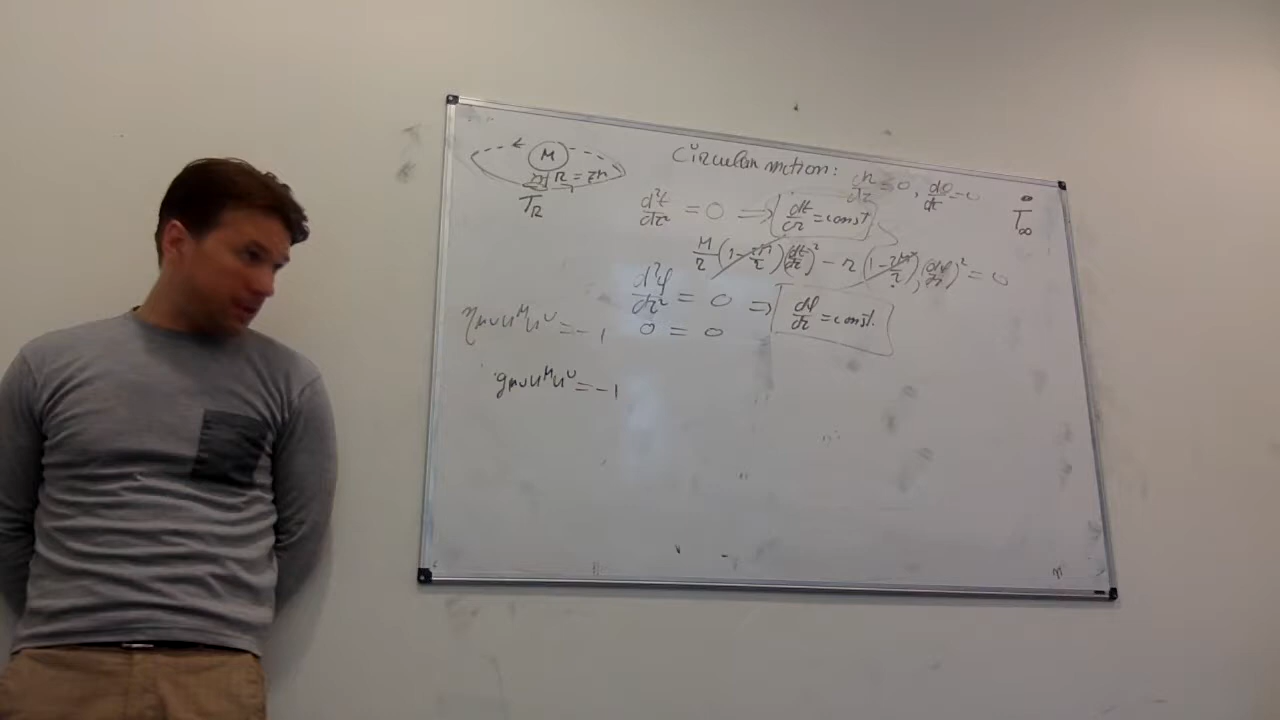 Circular motion: dr/dτ = 0, dθ/dτ = 0
M
R = 2r
T_R
T_∞
d²t/dτ² = 0 ⇒ dt/dτ = const
M/r (1 - 2M/r) (dt/dτ)² - r (1 - 2M/r) (dφ/dτ)² = 0
d²φ/dτ² = 0 ⇒ dφ/dτ = const.
η_μν u^μ u^ν = -1
0 = 0
g_μν u^μ u^ν = -1